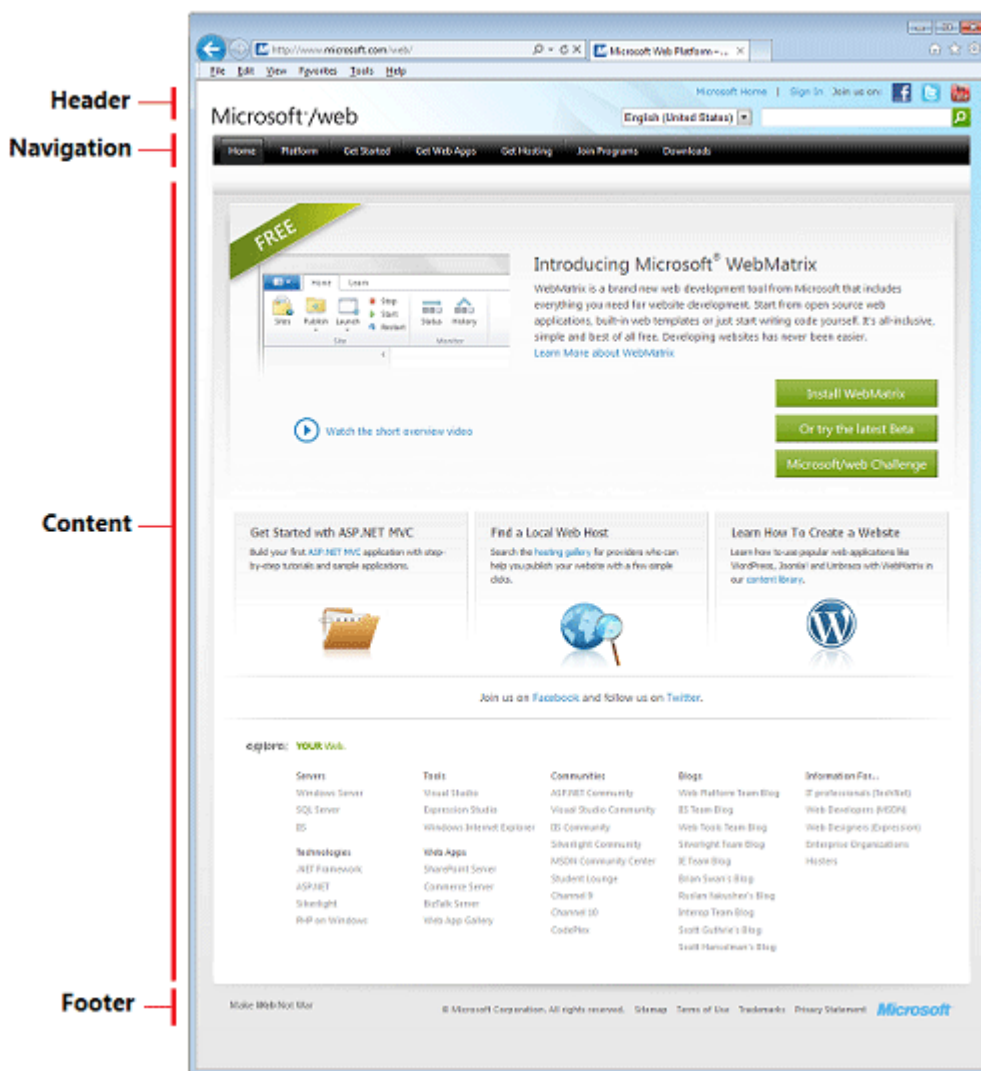 http://www.microsoft.com/web/
Microsoft Web Platform – ...
File Edit View Favorites Tools Help
Header
Microsoft Home | Sign In Join us on:
Microsoft®/web
English (United States)
Navigation
Home Platform Get Started Get Web Apps Get Hosting Join Programs Downloads
FREE
Home Learn
Sites Publish Launch Stop Start Restart Status History
Site Monitor
Introducing Microsoft® WebMatrix
WebMatrix is a brand new web development tool from Microsoft that includes
everything you need for website development. Start from open source web
applications, built-in web templates or just start writing code yourself. It's all-inclusive,
simple and best of all free. Developing websites has never been easier.
Learn More about WebMatrix
Install WebMatrix
Watch the short overview video
Or try the latest Beta
Microsoft/web Challenge
Content
Get Started wth ASP.NET MVC
Build your first ASP.NET MVC application with step-
by-step tutorials and sample applications.
Find a Local Web Host
Search the hosting gallery for providers who can
help you publish your website with a few simple
clicks.
Learn How To Create a Website
Learn how to use popular web applications like
WordPress, Joomla! and Umbraco with WebMatrix in
our content library.
Join us on Facebook and follow us on Twitter.
explore: YOUR Web.
Servers
Windows Server
SQL Server
IIS
Technologies
.NET Framework
ASP.NET
Silverlight
PHP on Windows
Tools
Visual Studio
Expression Studio
Windows Internet Explorer
Web Apps
SharePoint Server
Commerce Server
BizTalk Server
Web App Gallery
Communities
ASP.NET Community
Visual Studio Community
IIS Community
Silverlight Community
MSDN Community Center
Student Lounge
Channel 9
Channel 10
CodePlex
Blogs
Web Platform Team Blog
IIS Team Blog
Web Tools Team Blog
Silverlight Team Blog
IE Team Blog
Brian Swan's Blog
Ruslan Yakushev's Blog
Interop Team Blog
Scott Guthrie's Blog
Scott Hanselman's Blog
Information For...
IT professionals (TechNet)
Web Developers (MSDN)
Web Designers (Expression)
Enterprise Organizations
Hosters
Footer
Make Web Not War
© Microsoft Corporation. All rights reserved. Sitemap Terms of Use Trademarks Privacy Statement Microsoft